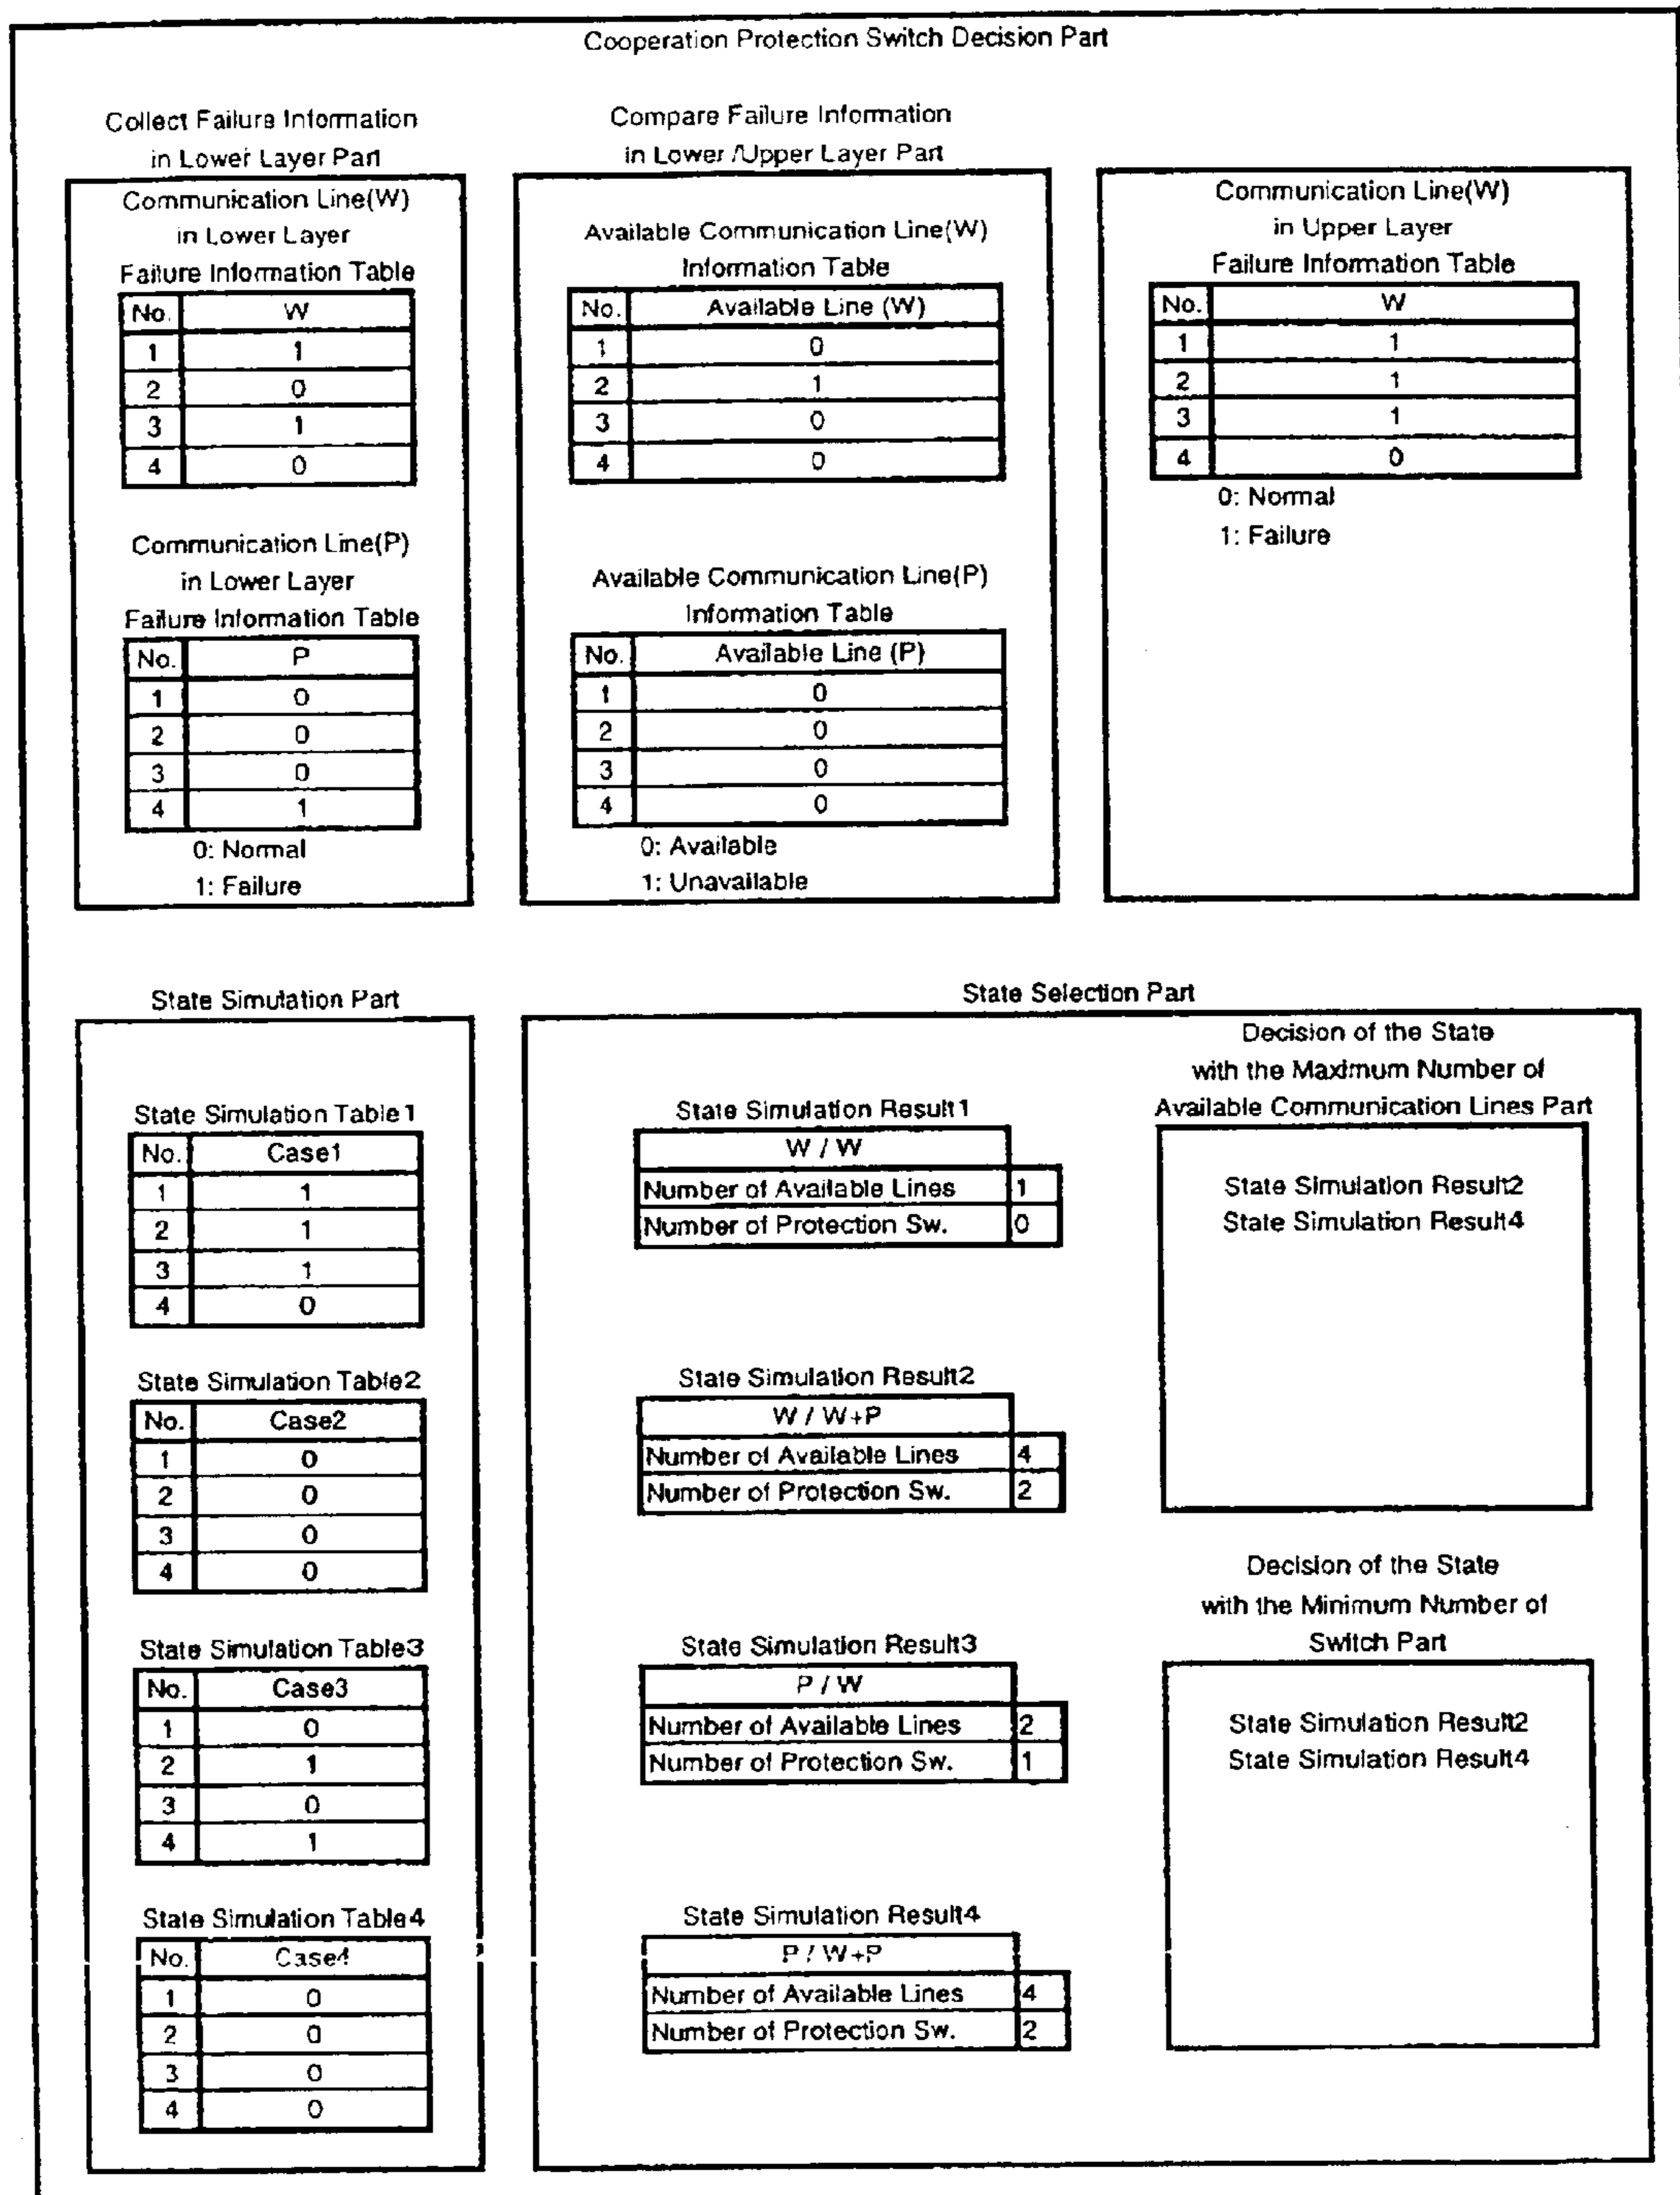 Cooperation Protection Switch Decision Part
Collect Failure Information
in Lower Layer Part
Communication Line(W)
in Lower Layer
Failure Information Table
No. W
1 1
2 0
3 1
4 0
Communication Line(P)
in Lower Layer
Failure Information Table
No. P
1 0
2 0
3 0
4 1
0: Normal
1: Failure
Compare Failure Information
in Lower /Upper Layer Part
Available Communication Line(W)
Information Table
No. Available Line (W)
1 0
2 1
3 0
4 0
Available Communication Line(P)
Information Table
No. Available Line (P)
1 0
2 0
3 0
4 0
0: Available
1: Unavailable
Communication Line(W)
in Upper Layer
Failure Information Table
No. W
1 1
2 1
3 1
4 0
0: Normal
1: Failure
State Simulation Part
State Simulation Table1
No. Case1
1 1
2 1
3 1
4 0
State Simulation Table2
No. Case2
1 0
2 0
3 0
4 0
State Simulation Table3
No. Case3
1 0
2 1
3 0
4 1
State Simulation Table4
No. Case4
1 0
2 0
3 0
4 0
State Selection Part
State Simulation Result1
W / W
Number of Available Lines 1
Number of Protection Sw. 0
State Simulation Result2
W / W+P
Number of Available Lines 4
Number of Protection Sw. 2
State Simulation Result3
P / W
Number of Available Lines 2
Number of Protection Sw. 1
State Simulation Result4
P / W+P
Number of Available Lines 4
Number of Protection Sw. 2
Decision of the State
with the Maximum Number of
Available Communication Lines Part
State Simulation Result2
State Simulation Result4
Decision of the State
with the Minimum Number of
Switch Part
State Simulation Result2
State Simulation Result4